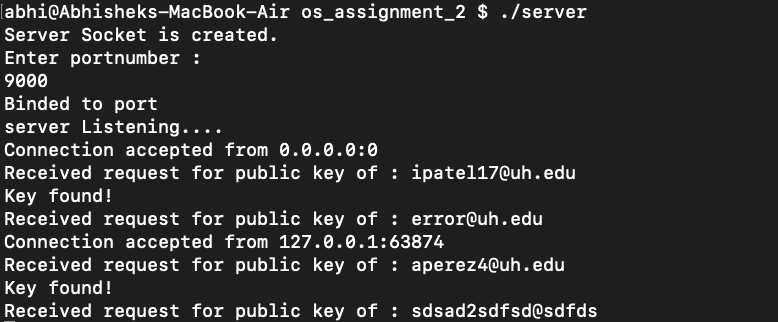 abhi@Abhisheks-MacBook-Air os_assignment_2 $ ./server
Server Socket is created.
Enter portnumber :
9000
Binded to port
server Listening....
Connection accepted from 0.0.0.0:0
Received request for public key of : ipatel17@uh.edu
Key found!
Received request for public key of : error@uh.edu
Connection accepted from 127.0.0.1:63874
Received request for public key of : aperez4@uh.edu
Key found!
Received request for public key of : sdsad2sdfsd@sdfds